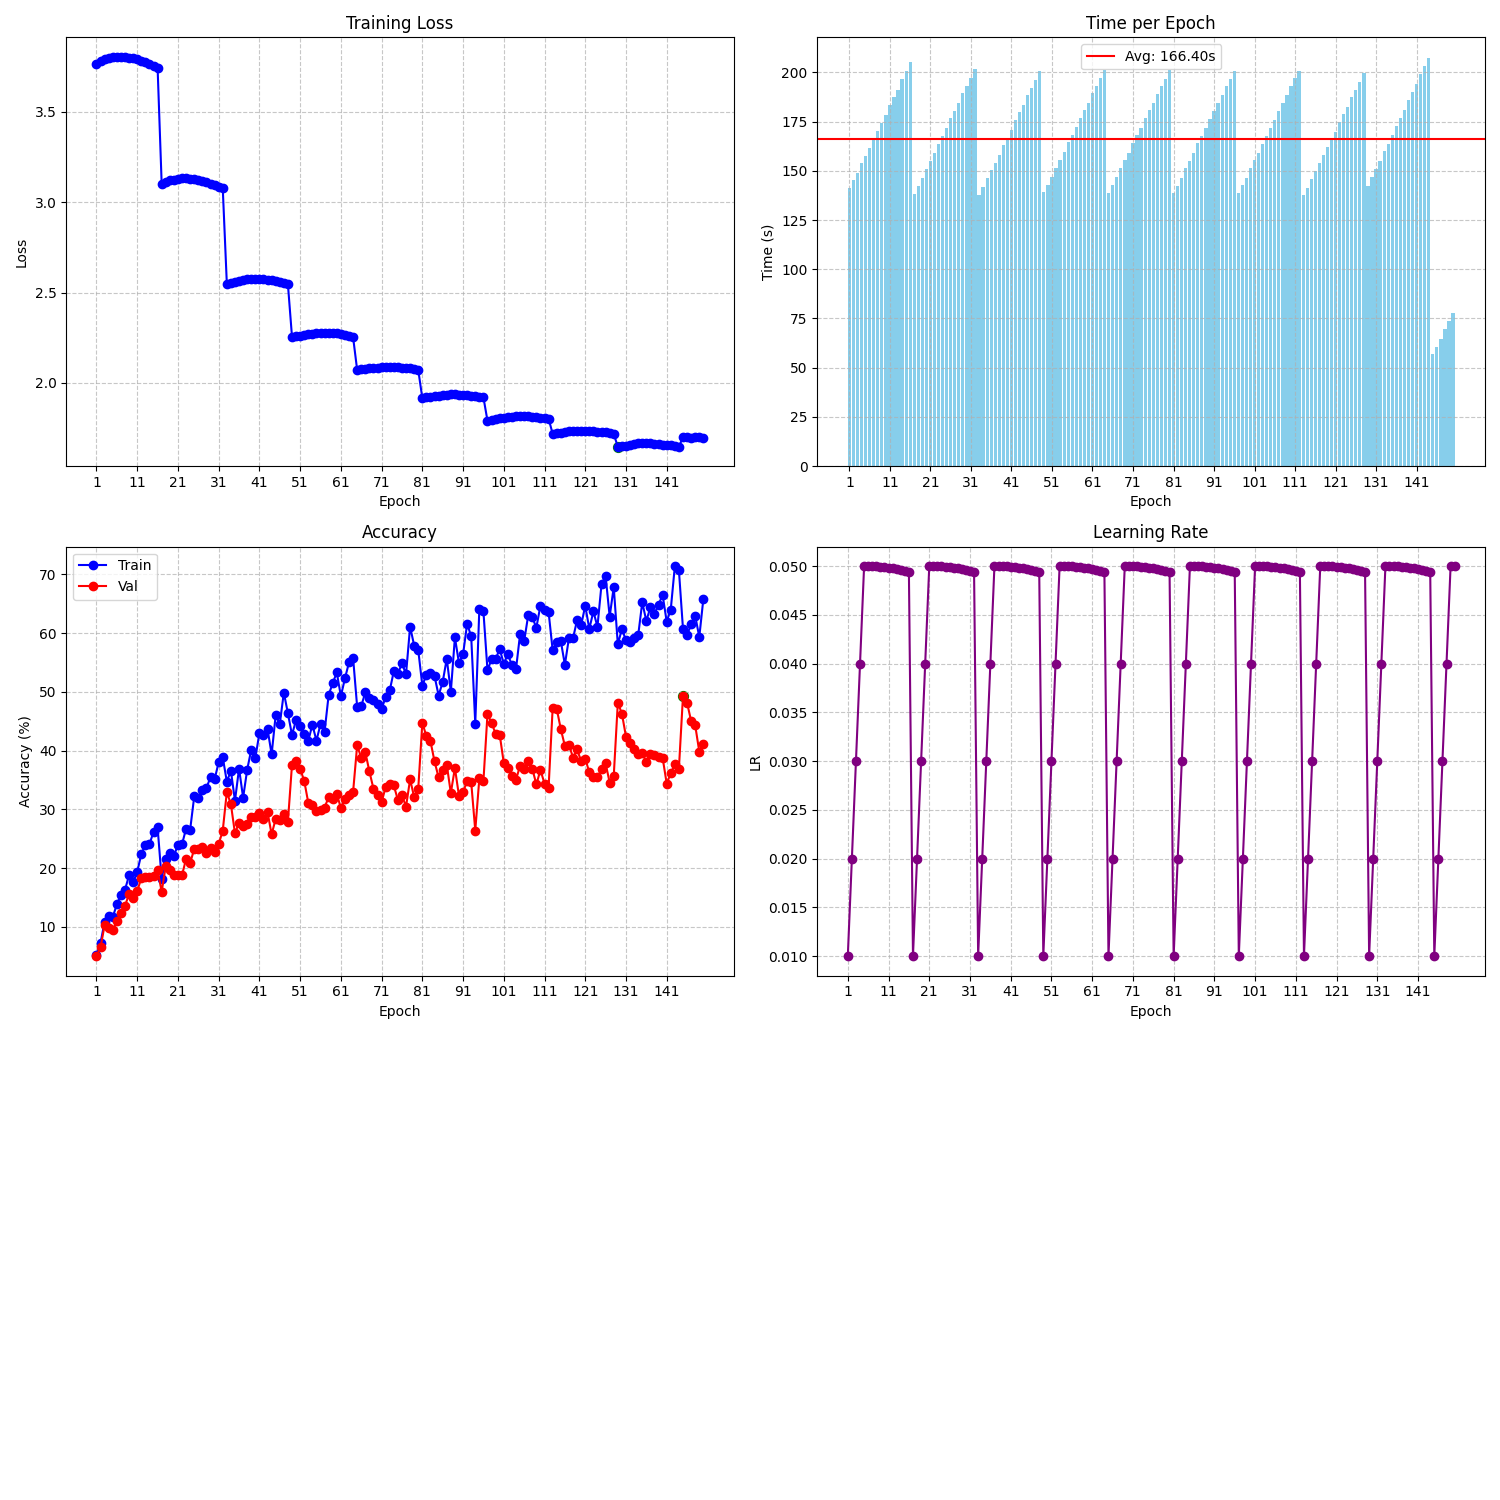 Training Loss
Loss
3.5
3.0
2.5
2.0
1 11 21 31 41 51 61 71 81 91 101 111 121 131 141
Epoch
Time per Epoch
Avg: 166.40s
Time (s)
200
175
150
125
100
75
50
25
0
1 11 21 31 41 51 61 71 81 91 101 111 121 131 141
Epoch
Accuracy
Train
Val
Accuracy (%)
70
60
50
40
30
20
10
1 11 21 31 41 51 61 71 81 91 101 111 121 131 141
Epoch
Learning Rate
LR
0.050
0.045
0.040
0.035
0.030
0.025
0.020
0.015
0.010
1 11 21 31 41 51 61 71 81 91 101 111 121 131 141
Epoch